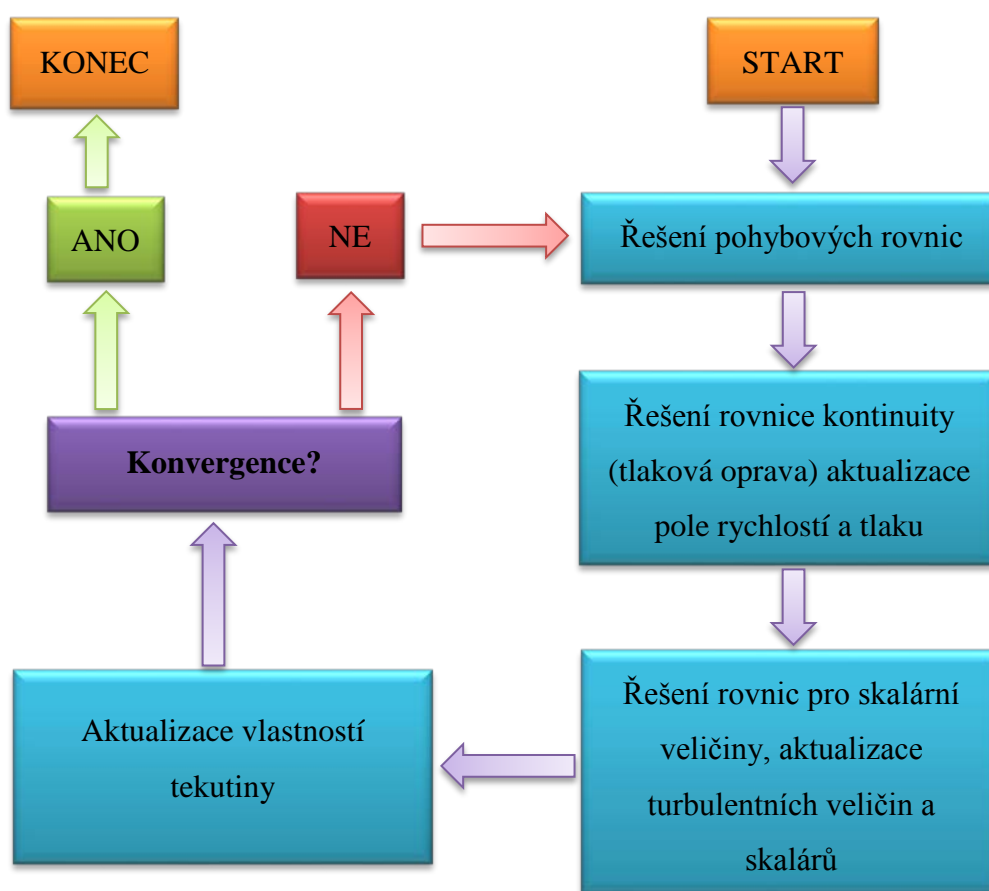 KONEC
START
ANO
NE
Řešení pohybových rovnic
Řešení rovnice kontinuity
(tlaková oprava) aktualizace
pole rychlostí a tlaku
Konvergence?
Aktualizace vlastností
tekutiny
Řešení rovnic pro skalární
veličiny, aktualizace
turbulentních veličin a
skalárů